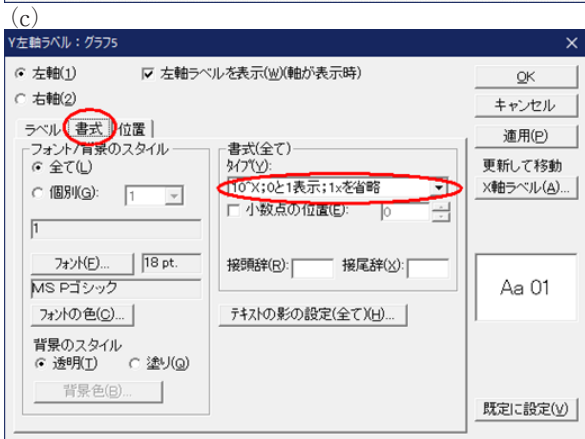 (c)
Y左軸ラベル：グラフ5
左軸(1)
右軸(2)
左軸ラベルを表示(W)(軸が表示時)
OK
キャンセル
適用(P)
更新して移動
X軸ラベル(A)...
ラベル 書式 位置
フォント/背景のスタイル
全て(L)
個別(G): 1
1
フォント(F)... 18 pt.
MS Pゴシック
フォントの色(C)...
背景のスタイル
透明(T) 塗り(O)
背景色(B)...
書式(全て)
タイプ(Y):
10^X;0と1表示;1xを省略
小数点の位置(E): 0
接頭辞(R): 接尾辞(X):
テキストの影の設定(全て)(H)...
Aa 01
既定に設定(V)